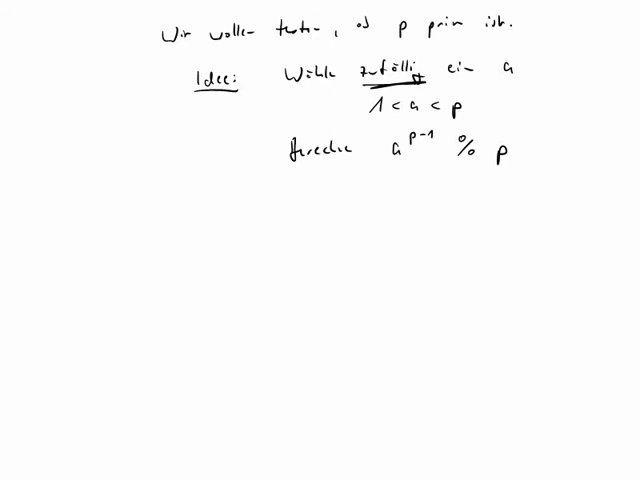 Wir wollen testen, ob p prim ist.
Idee: Wähle zufällig ein a
1 < a < p
Berechne a^{p-1} % p